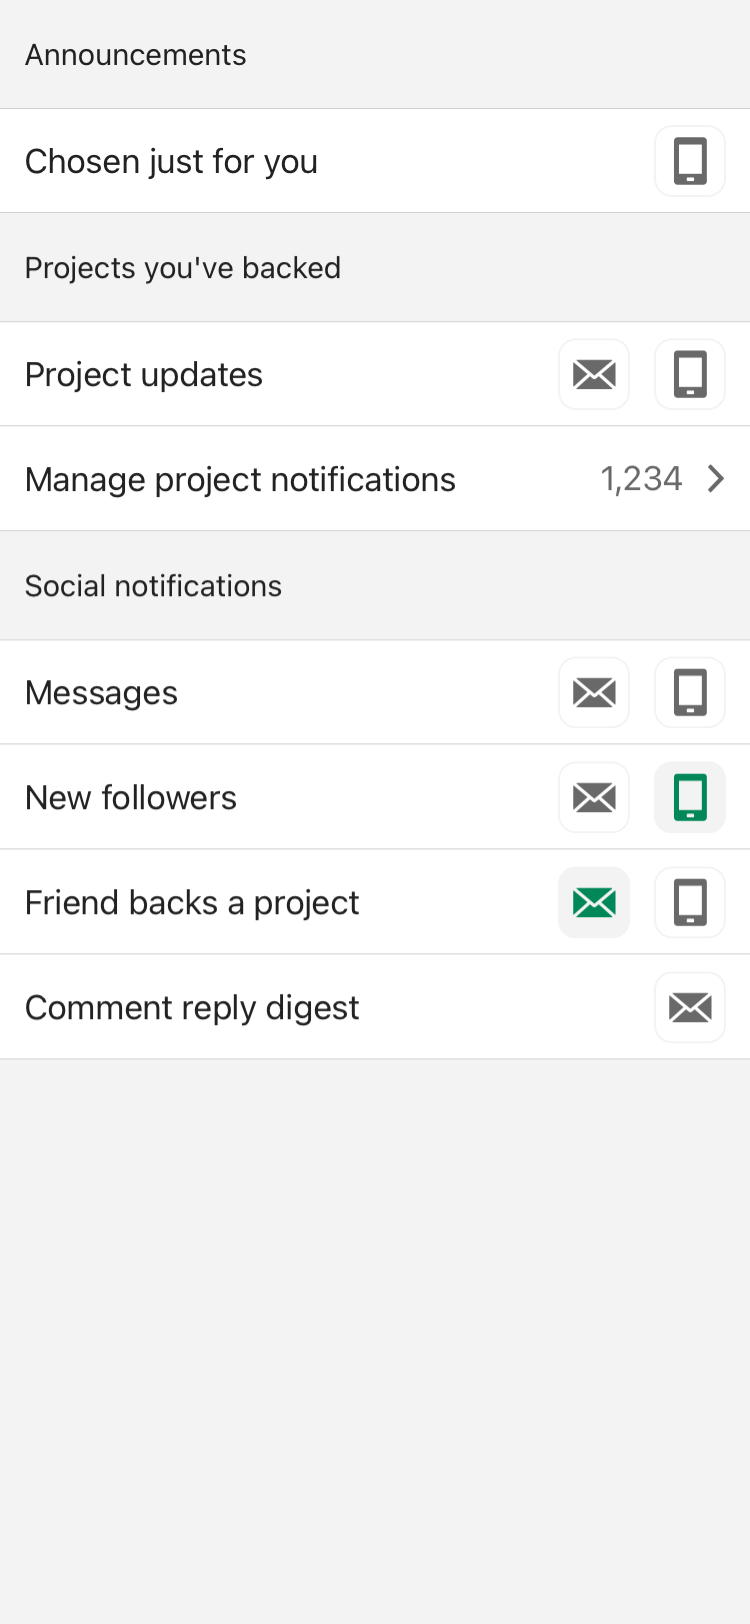 Announcements
Chosen just for you
Projects you've backed
Project updates
Manage project notifications 1,234
Social notifications
Messages
New followers
Friend backs a project
Comment reply digest